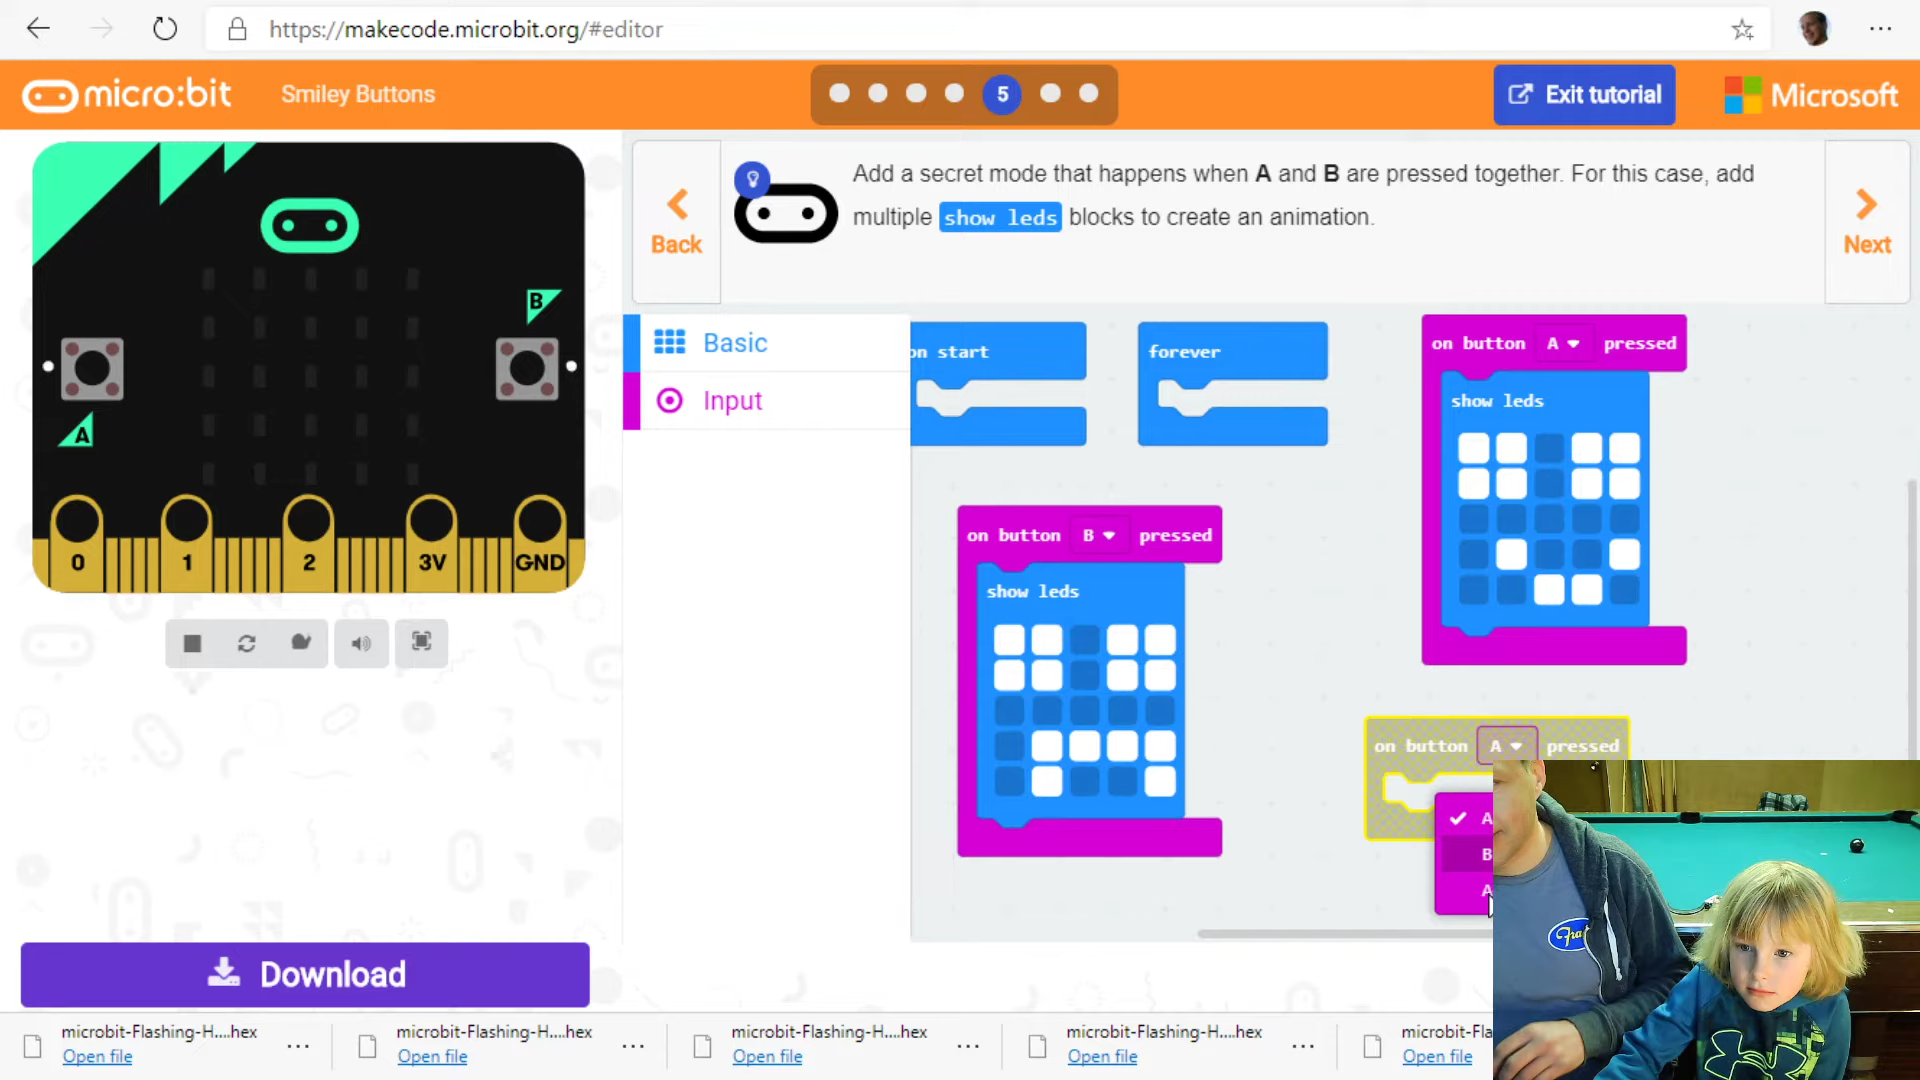 https://makecode.microbit.org/#editor
micro:bit
Smiley Buttons
5
Exit tutorial
Microsoft
Back
Add a secret mode that happens when A and B are pressed together. For this case, add
multiple show leds blocks to create an animation.
Next
B
A
0 1 2 3V GND
Basic
Input
on start
forever
on button A pressed
show leds
on button B pressed
show leds
on button A pressed
A
B
A
Download
microbit-Flashing-H....hex
Open file
microbit-Flashing-H....hex
Open file
microbit-Flashing-H....hex
Open file
microbit-Flashing-H....hex
Open file
microbit-Fla
Open file